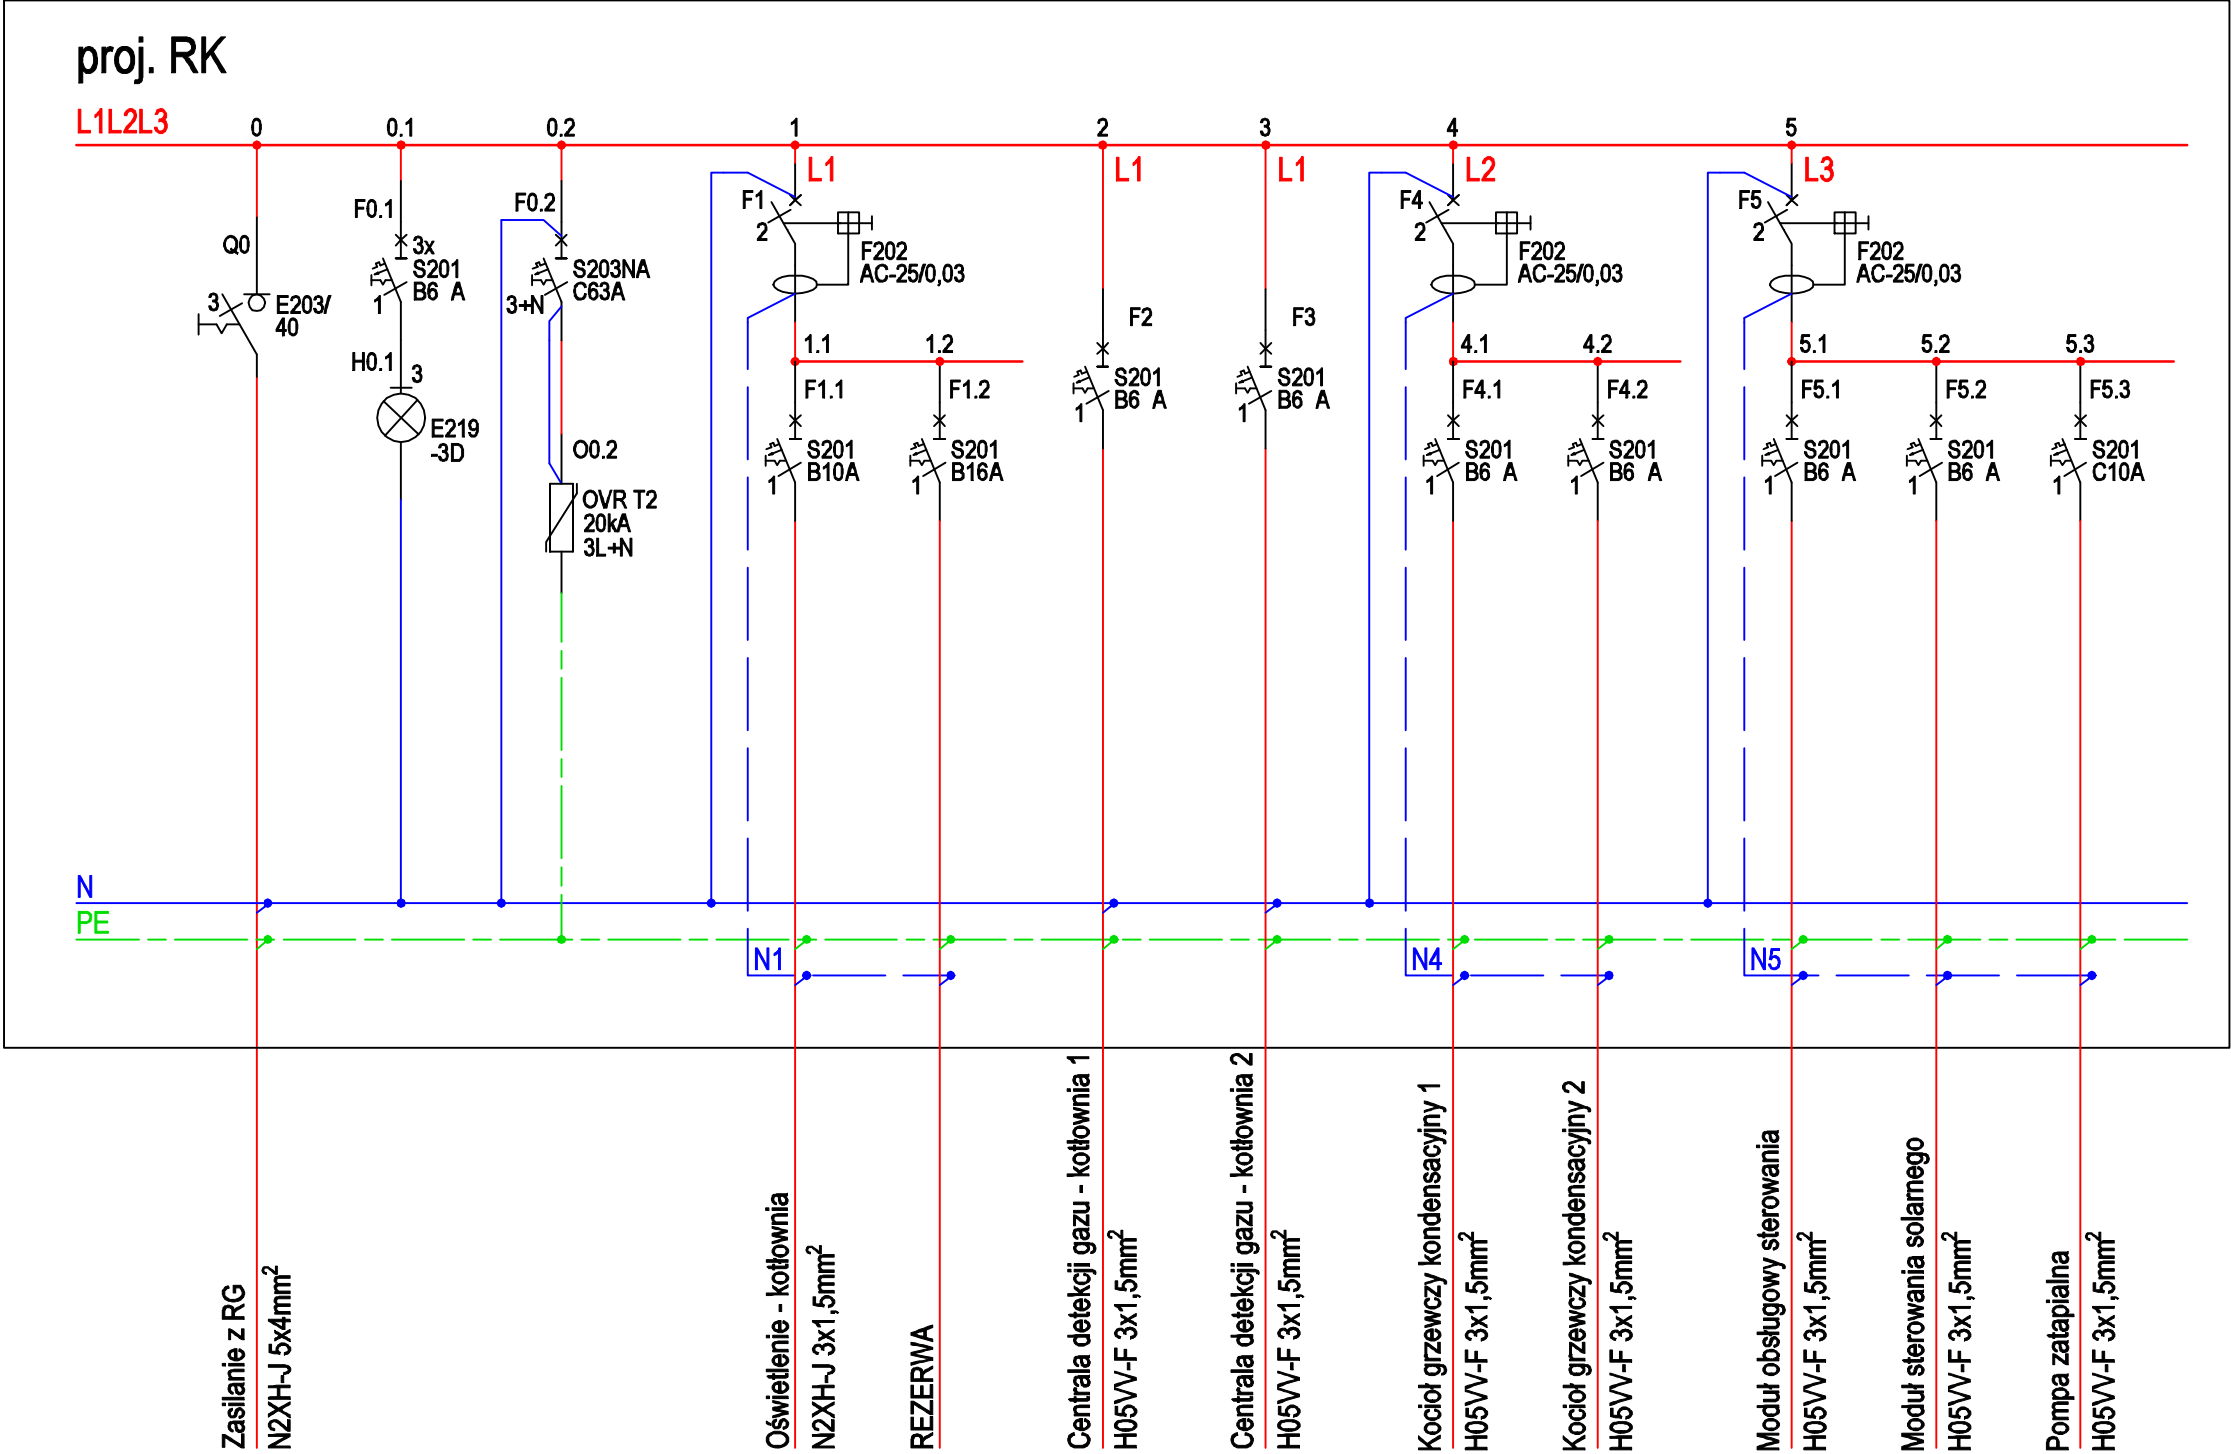 proj. RK
L1L2L3
0
0.1
0.2
1
2
3
4
5
L1
L1
L1
L2
L3
Q0
3
E203/
40
F0.1
3x
S201
B6 A
1
H0.1
3
E219
-3D
F0.2
S203NA
C63A
3+N
O0.2
OVR T2
20kA
3L+N
F1
2
F202
AC-25/0,03
1.1
1.2
F1.1
S201
B10A
1
F1.2
S201
B16A
1
F2
S201
B6 A
1
F3
S201
B6 A
1
F4
2
F202
AC-25/0,03
4.1
4.2
F4.1
S201
B6 A
1
F4.2
S201
B6 A
1
F5
2
F202
AC-25/0,03
5.1
5.2
5.3
F5.1
S201
B6 A
1
F5.2
S201
B6 A
1
F5.3
S201
C10A
1
N
PE
N1
N4
N5
Zasilanie z RG
N2XH-J 5x4mm²
Oświetlenie - kotłownia
N2XH-J 3x1,5mm²
REZERWA
Centrala detekcji gazu - kotłownia 1
H05VV-F 3x1,5mm²
Centrala detekcji gazu - kotłownia 2
H05VV-F 3x1,5mm²
Kocioł grzewczy kondensacyjny 1
H05VV-F 3x1,5mm²
Kocioł grzewczy kondensacyjny 2
H05VV-F 3x1,5mm²
Moduł obsługowy sterowania
H05VV-F 3x1,5mm²
Moduł sterowania solarnego
H05VV-F 3x1,5mm²
Pompa zatapialna
H05VV-F 3x1,5mm²